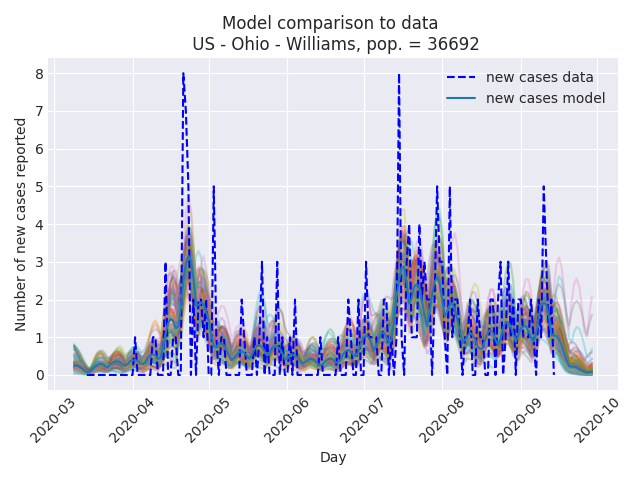 Model comparison to data
US - Ohio - Williams, pop. = 36692
new cases data
new cases model
Number of new cases reported
8
7
6
5
4
3
2
1
0
2020-03
2020-04
2020-05
2020-06
2020-07
2020-08
2020-09
2020-10
Day